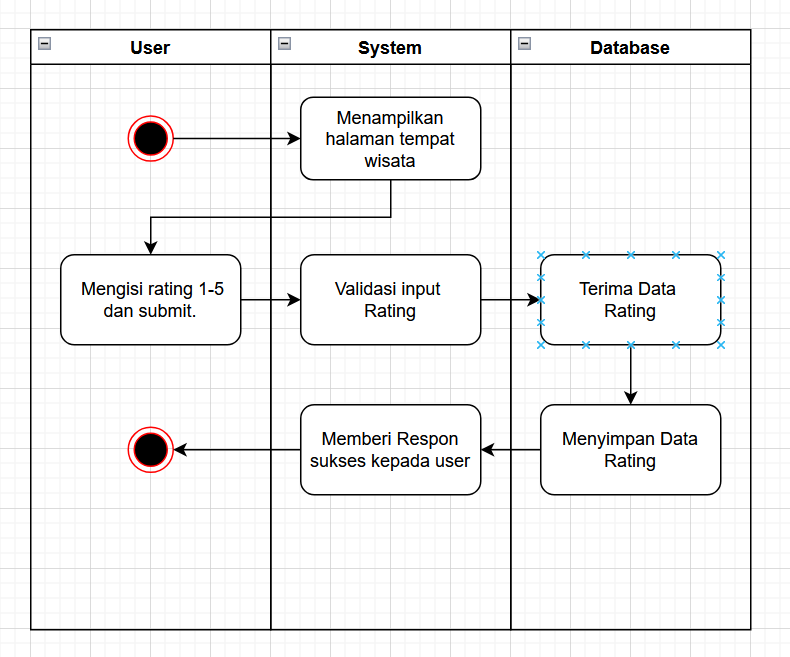 User
System
Database
Menampilkan
halaman tempat
wisata
Mengisi rating 1-5
dan submit.
Validasi input
Rating
Terima Data
Rating
Memberi Respon
sukses kepada user
Menyimpan Data
Rating